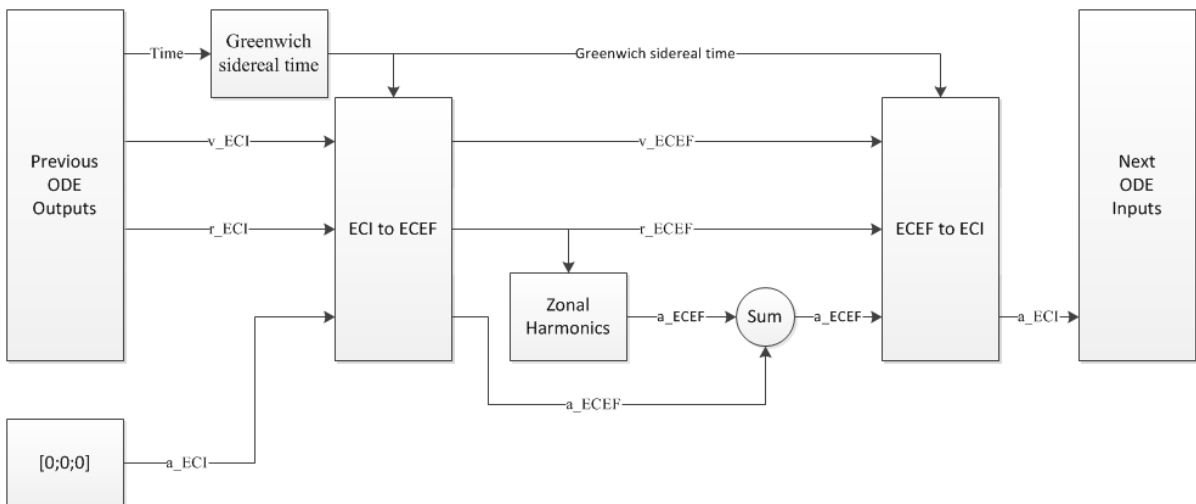 Time
Greenwich
sidereal time
Greenwich sidereal time
Previous
ODE
Outputs
v_ECI
r_ECI
ECI to ECEF
v_ECEF
r_ECEF
Zonal
Harmonics
a_ECEF
Sum
a_ECEF
a_ECEF
ECEF to ECI
a_ECI
Next
ODE
Inputs
[0;0;0]
a_ECI